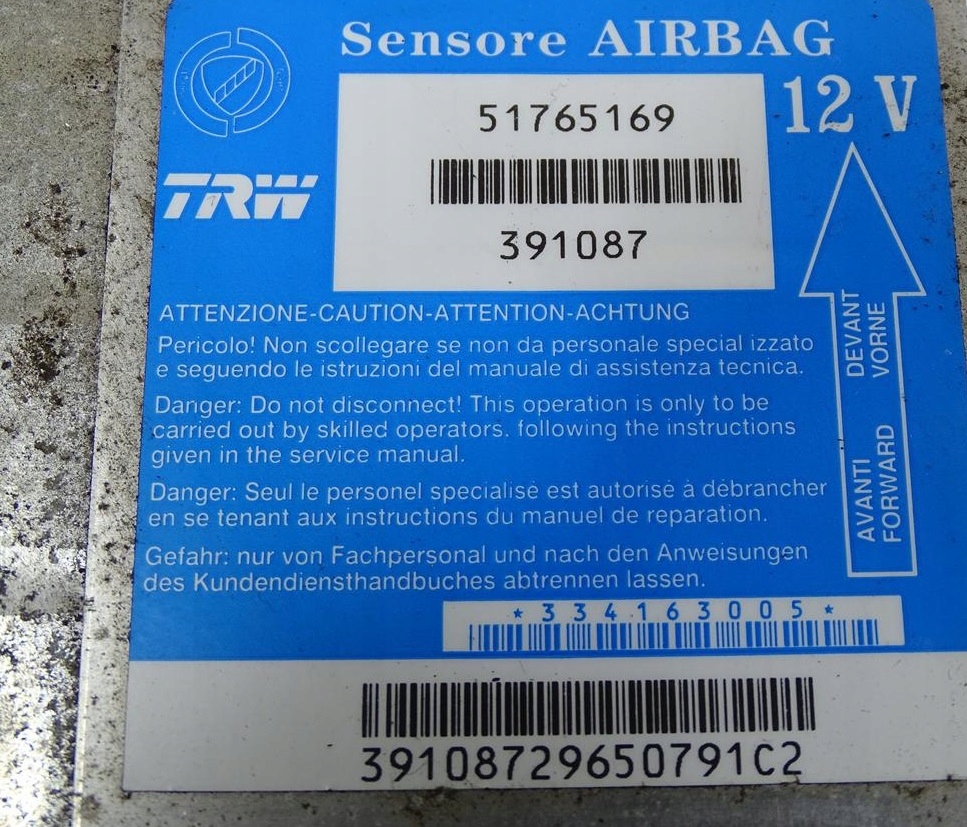 Sensore AIRBAG
12 V
51765169
391087
TRW
ATTENZIONE-CAUTION-ATTENTION-ACHTUNG
Pericolo! Non scollegare se non da personale special izzato
e seguendo le istruzioni del manuale di assistenza tecnica.
Danger: Do not disconnect! This operation is only to be
carried out by skilled operators. following the instructions
given in the service manual.
Danger: Seul le personel specialisé est autorisé à débrancher
en se tenant aux instructions du manuel de reparation.
Gefahr: nur von Fachpersonal und nach den Anweisungen
des Kundendiensthandbuches abtrennen lassen.
DEVANT
VORNE
AVANTI
FORWARD
*334163005*
39108729650791C2